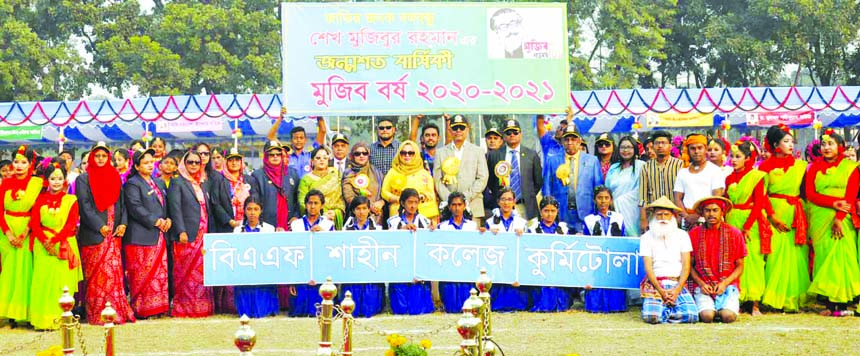 জাতির জনক বঙ্গবন্ধু
শেখ মুজিবুর রহমান এর
জন্মশত বার্ষিকী
মুজিব বর্ষ ২০২০-২০২১
মুজিব
বিএএফ শাহীন কলেজ কুর্মিটোলা